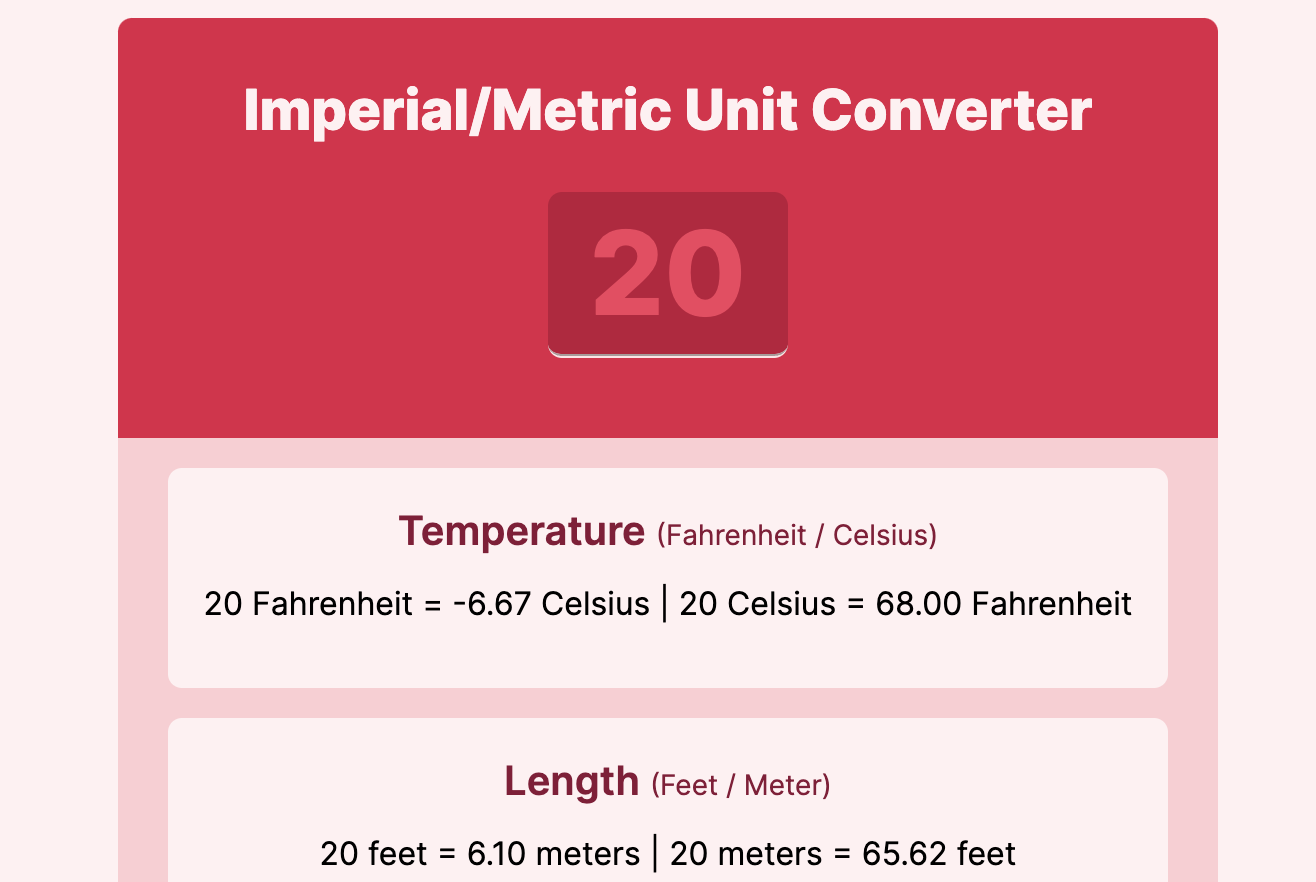 Imperial/Metric Unit Converter
20
Temperature (Fahrenheit / Celsius)
20 Fahrenheit = -6.67 Celsius | 20 Celsius = 68.00 Fahrenheit
Length (Feet / Meter)
20 feet = 6.10 meters | 20 meters = 65.62 feet